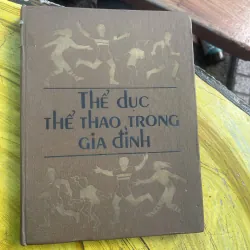 Thể dục
thể thao trong
gia đình